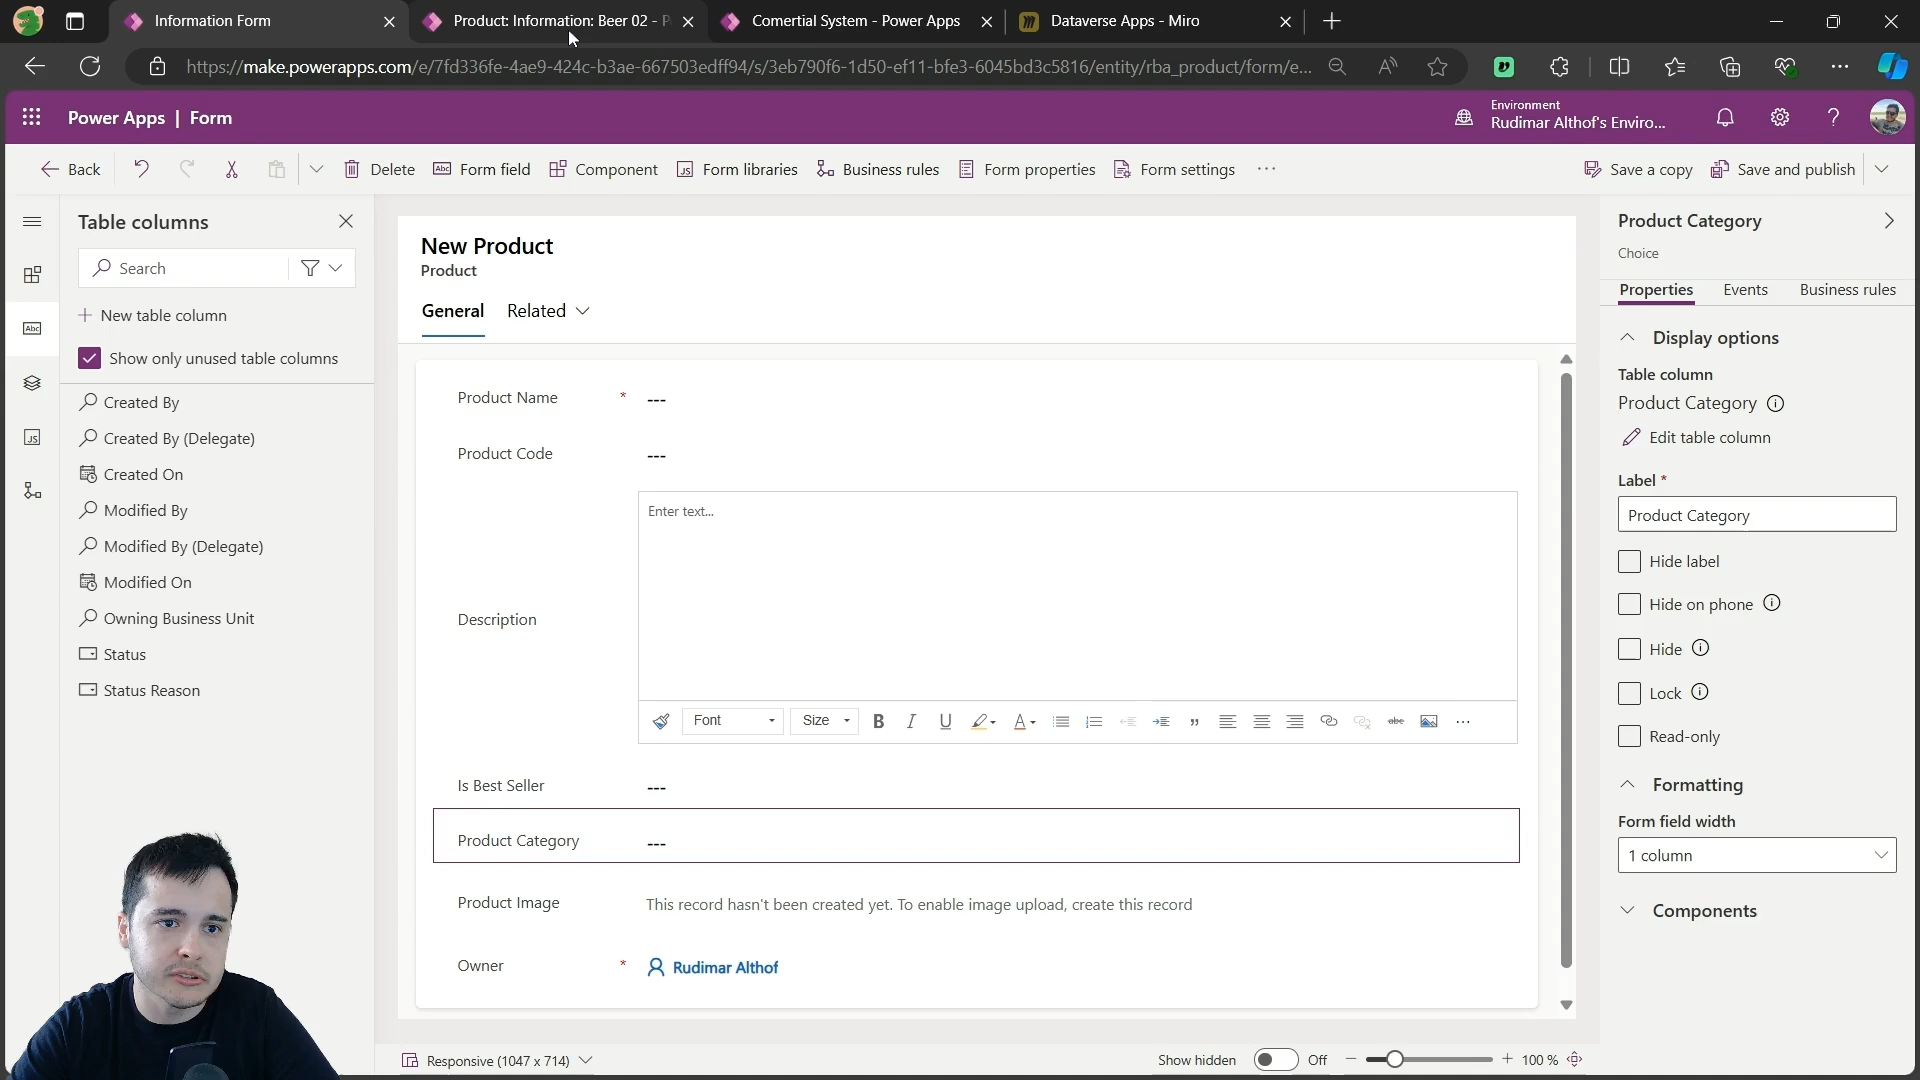 Information Form
Product: Information: Beer 02 - P
Comertial System - Power Apps
Dataverse Apps - Miro
https://make.powerapps.com/e/7fd336fe-4ae9-424c-b3ae-667503edff94/s/3eb790f6-1d50-ef11-bfe3-6045bd3c5816/entity/rba_product/form/e...
Power Apps | Form
Environment
Rudimar Althof's Enviro...
Back
Delete
Abc Form field
Component
JS Form libraries
Business rules
Form properties
Form settings
Save a copy
Save and publish
Table columns
Search
New table column
Show only unused table columns
Abc
JS
Created By
Created By (Delegate)
Created On
Modified By
Modified By (Delegate)
Modified On
Owning Business Unit
Status
Status Reason
New Product
Product
General
Related
Product Name * ---
Product Code ---
Description
Enter text...
Font
Size
B I U A abc
Is Best Seller ---
Product Category ---
Product Image This record hasn't been created yet. To enable image upload, create this record
Owner * Rudimar Althof
Responsive (1047 x 714)
Show hidden
Off
100 %
Product Category
Choice
Properties
Events
Business rules
Display options
Table column
Product Category
Edit table column
Label *
Product Category
Hide label
Hide on phone
Hide
Lock
Read-only
Formatting
Form field width
1 column
Components